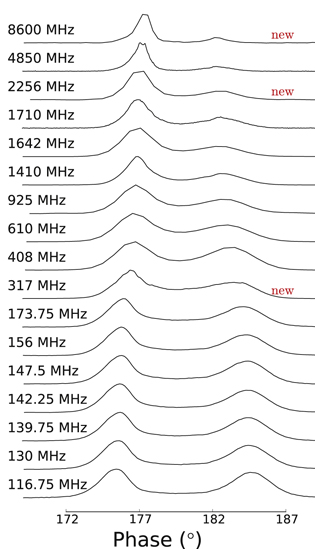 8600 MHz
new
4850 MHz
2256 MHz
new
1710 MHz
1642 MHz
1410 MHz
925 MHz
610 MHz
408 MHz
317 MHz
new
173.75 MHz
156 MHz
147.5 MHz
142.25 MHz
139.75 MHz
130 MHz
116.75 MHz
172 177 182 187
Phase (°)